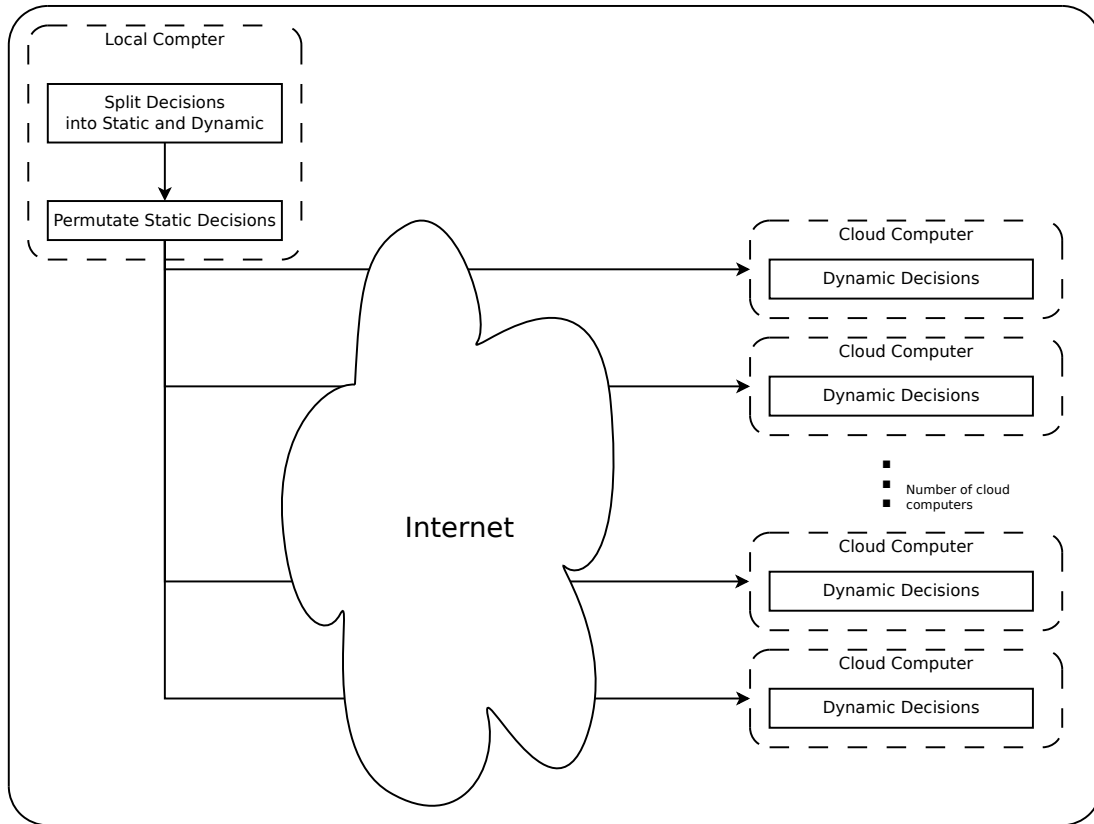 Local Compter
Split Decisions
into Static and Dynamic
Permutate Static Decisions
Internet
Cloud Computer
Dynamic Decisions
Cloud Computer
Dynamic Decisions
Number of cloud
computers
Cloud Computer
Dynamic Decisions
Cloud Computer
Dynamic Decisions